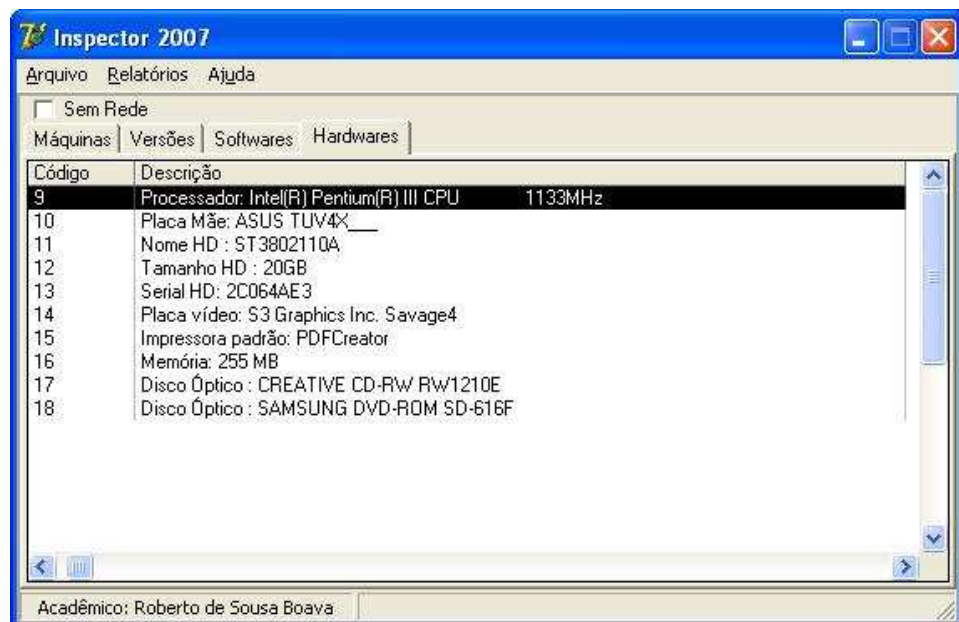 Inspector 2007
Arquivo Relatórios Ajuda
Sem Rede
Máquinas Versões Softwares Hardwares
Código Descrição
9 Processador: Intel(R) Pentium(R) III CPU 1133MHz
10 Placa Mãe: ASUS TUV4X___
11 Nome HD : ST3802110A
12 Tamanho HD : 20GB
13 Serial HD: 2C064AE3
14 Placa vídeo: S3 Graphics Inc. Savage4
15 Impressora padrão: PDFCreator
16 Memória: 255 MB
17 Disco Óptico : CREATIVE CD-RW RW1210E
18 Disco Óptico : SAMSUNG DVD-ROM SD-616F
Acadêmico: Roberto de Sousa Boava